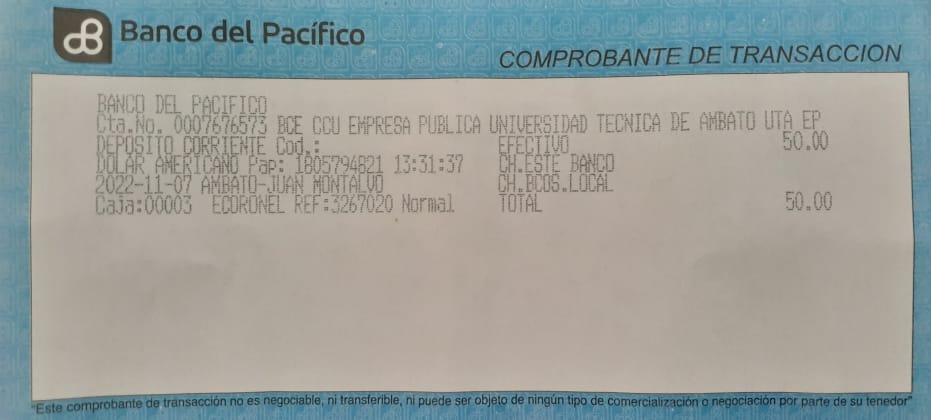 Banco del Pacífico
COMPROBANTE DE TRANSACCION
BANCO DEL PACIFICO
Cta.No. 0007676573 BCE CCU EMPRESA PUBLICA UNIVERSIDAD TECNICA DE AMBATO UTA EP
DEPOSITO CORRIENTE Cod.: EFECTIVO 50.00
DOLAR AMERICANO Pap: 1805794821 13:31:37 CH.ESTE BANCO
2022-11-07 AMBATO-JUAN MONTALVO CH.BCOS.LOCAL
Caja:00003 ECORONEL REF:3267020 Normal TOTAL 50.00
"Este comprobante de transacción no es negociable, ni transferible, ni puede ser objeto de ningún tipo de comercialización o negociación por parte de su tenedor"